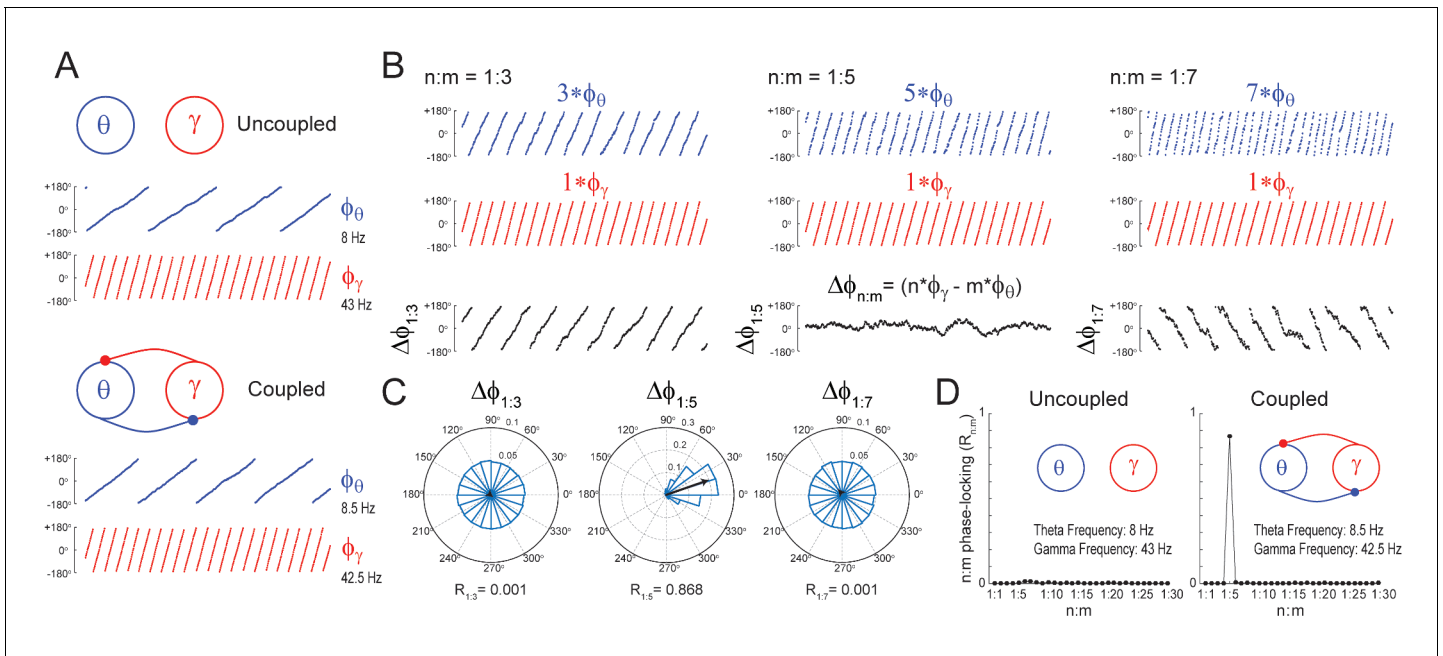 A
θ γ Uncoupled
+180°
0°
-180°
ϕθ
8 Hz
+180°
0°
-180°
ϕγ
43 Hz
θ γ Coupled
+180°
0°
-180°
ϕθ
8.5 Hz
+180°
0°
-180°
ϕγ
42.5 Hz
B
n:m = 1:3
3*ϕθ
+180°
0°
-180°
1*ϕγ
+180°
0°
-180°
Δϕ1:3
+180°
0°
-180°
n:m = 1:5
5*ϕθ
+180°
0°
-180°
1*ϕγ
+180°
0°
-180°
Δϕn:m= (n*ϕγ - m*ϕθ)
Δϕ1:5
+180°
0°
-180°
n:m = 1:7
7*ϕθ
+180°
0°
-180°
1*ϕγ
+180°
0°
-180°
Δϕ1:7
+180°
0°
-180°
C
Δϕ1:3
90° 0.1
120° 60°
0.05
150° 30°
180° 0°
210° 330°
240° 300°
270°
R1:3= 0.001
Δϕ1:5
90° 0.3
120° 60°
0.2
150° 30°
0.1
180° 0°
210° 330°
240° 300°
270°
R1:5= 0.868
Δϕ1:7
90° 0.1
120° 60°
0.05
150° 30°
180° 0°
210° 330°
240° 300°
270°
R1:7= 0.001
D
Uncoupled
n:m phase-locking (Rn:m)
1
0
θ γ
Theta Frequency: 8 Hz
Gamma Frequency: 43 Hz
1:1 1:5 1:10 1:15 1:20 1:25 1:30
n:m
Coupled
1
0
θ γ
Theta Frequency: 8.5 Hz
Gamma Frequency: 42.5 Hz
1:1 1:5 1:10 1:15 1:20 1:25 1:30
n:m